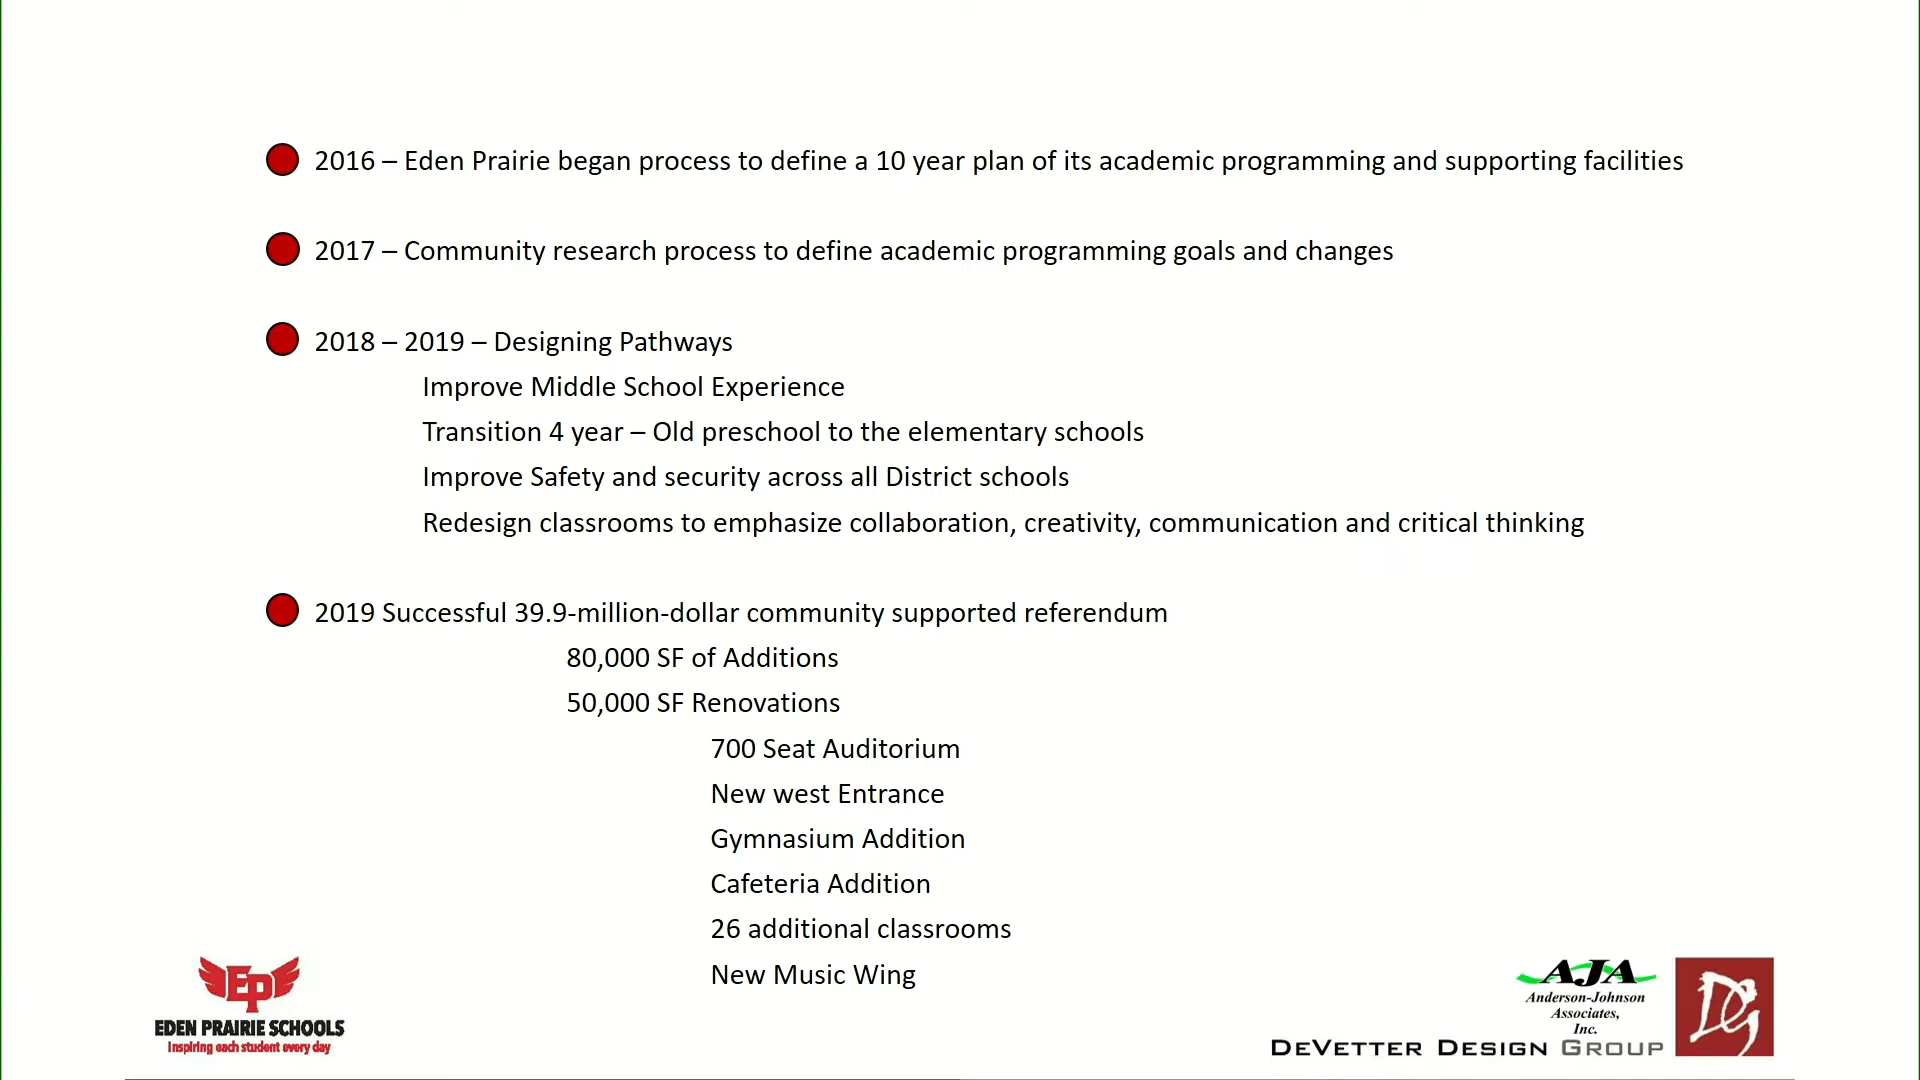 2016 – Eden Prairie began process to define a 10 year plan of its academic programming and supporting facilities
2017 – Community research process to define academic programming goals and changes
2018 – 2019 – Designing Pathways
Improve Middle School Experience
Transition 4 year – Old preschool to the elementary schools
Improve Safety and security across all District schools
Redesign classrooms to emphasize collaboration, creativity, communication and critical thinking
2019 Successful 39.9-million-dollar community supported referendum
80,000 SF of Additions
50,000 SF Renovations
700 Seat Auditorium
New west Entrance
Gymnasium Addition
Cafeteria Addition
26 additional classrooms
New Music Wing
EP
EDEN PRAIRIE SCHOOLS
Inspiring each student every day
AJA
Anderson-Johnson
Associates,
Inc.
DEVETTER DESIGN GROUP
DG